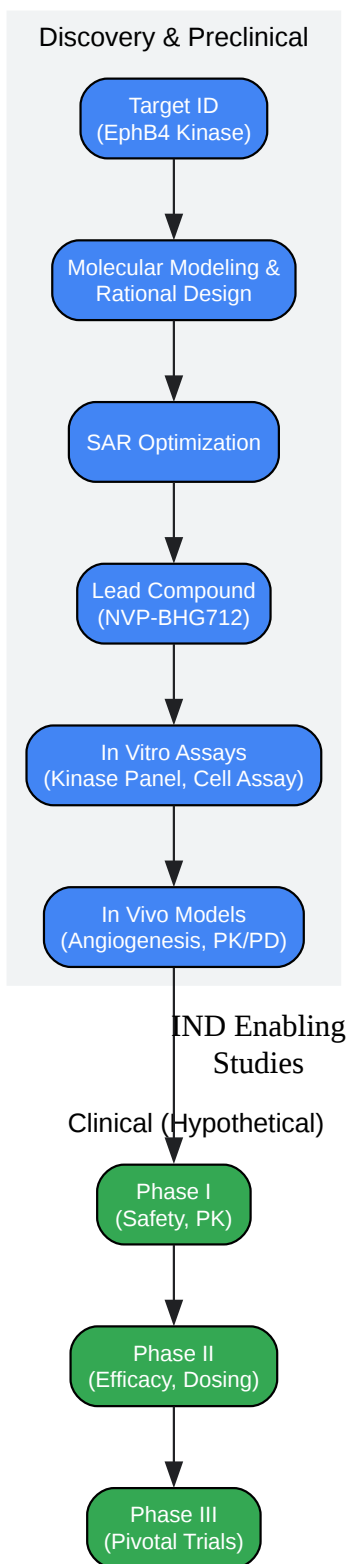 Discovery & Preclinical
Target ID
(EphB4 Kinase)
Molecular Modeling &
Rational Design
SAR Optimization
Lead Compound
(NVP-BHG712)
In Vitro Assays
(Kinase Panel, Cell Assay)
In Vivo Models
(Angiogenesis, PK/PD)
IND Enabling
Studies
Clinical (Hypothetical)
Phase I
(Safety, PK)
Phase II
(Efficacy, Dosing)
Phase III
(Pivotal Trials)